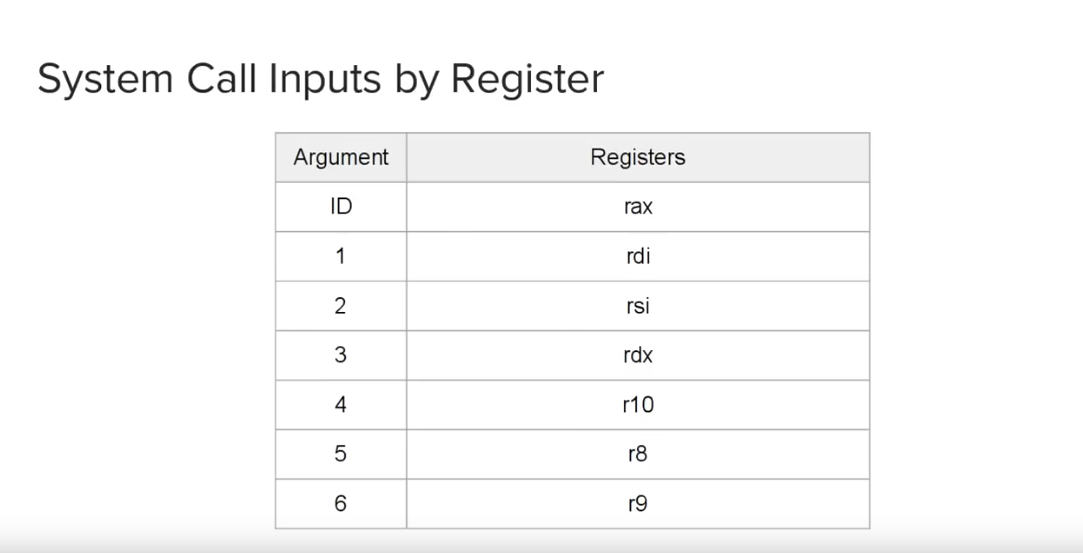 System Call Inputs by Register
Argument Registers
ID rax
1 rdi
2 rsi
3 rdx
4 r10
5 r8
6 r9